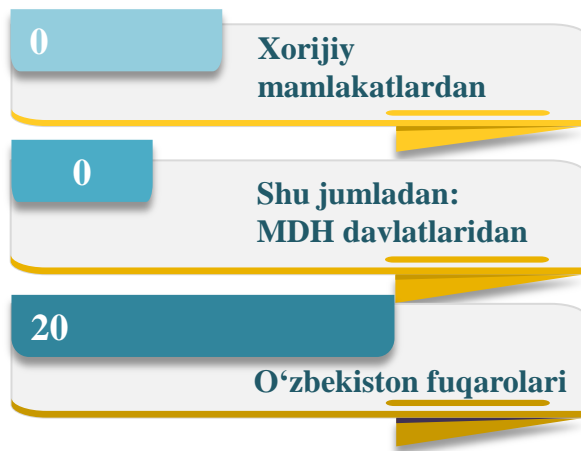 0
Xorijiy
mamlakatlardan
0
Shu jumladan:
MDH davlatlaridan
20
O‘zbekiston fuqarolari